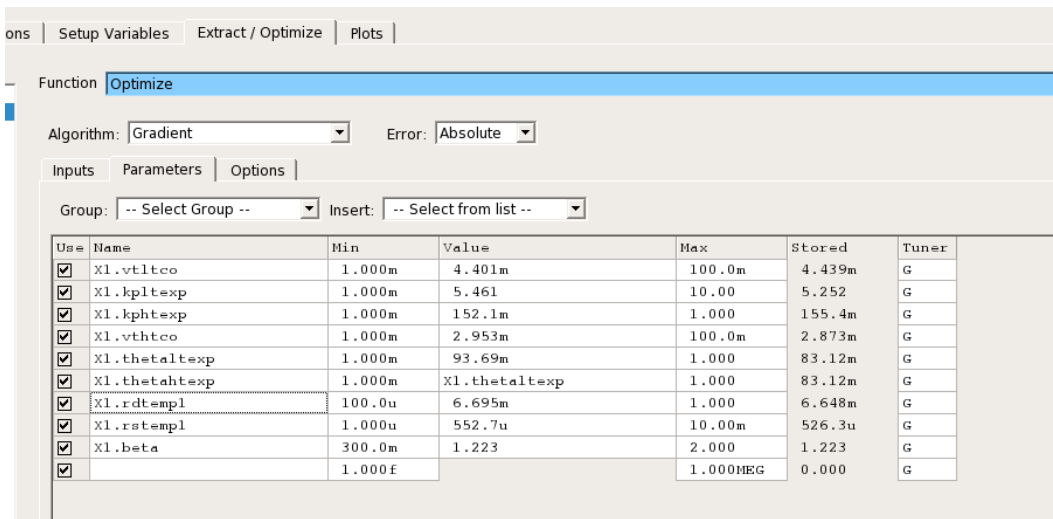 ons Setup Variables Extract / Optimize Plots
Function Optimize
Algorithm: Gradient Error: Absolute
Inputs Parameters Options
Group: -- Select Group -- Insert: -- Select from list --
Use Name Min Value Max Stored Tuner
X1.vtltco 1.000m 4.401m 100.0m 4.439m G
X1.kpltexp 1.000m 5.461 10.00 5.252 G
X1.kphtexp 1.000m 152.1m 1.000 155.4m G
X1.vthtco 1.000m 2.953m 100.0m 2.873m G
X1.thetaltexp 1.000m 93.69m 1.000 83.12m G
X1.thetahtexp 1.000m X1.thetaltexp 1.000 83.12m G
X1.rdtemp1 100.0u 6.695m 1.000 6.648m G
X1.rstemp1 1.000u 552.7u 10.00m 526.3u G
X1.beta 300.0m 1.223 2.000 1.223 G
1.000f 1.000MEG 0.000 G